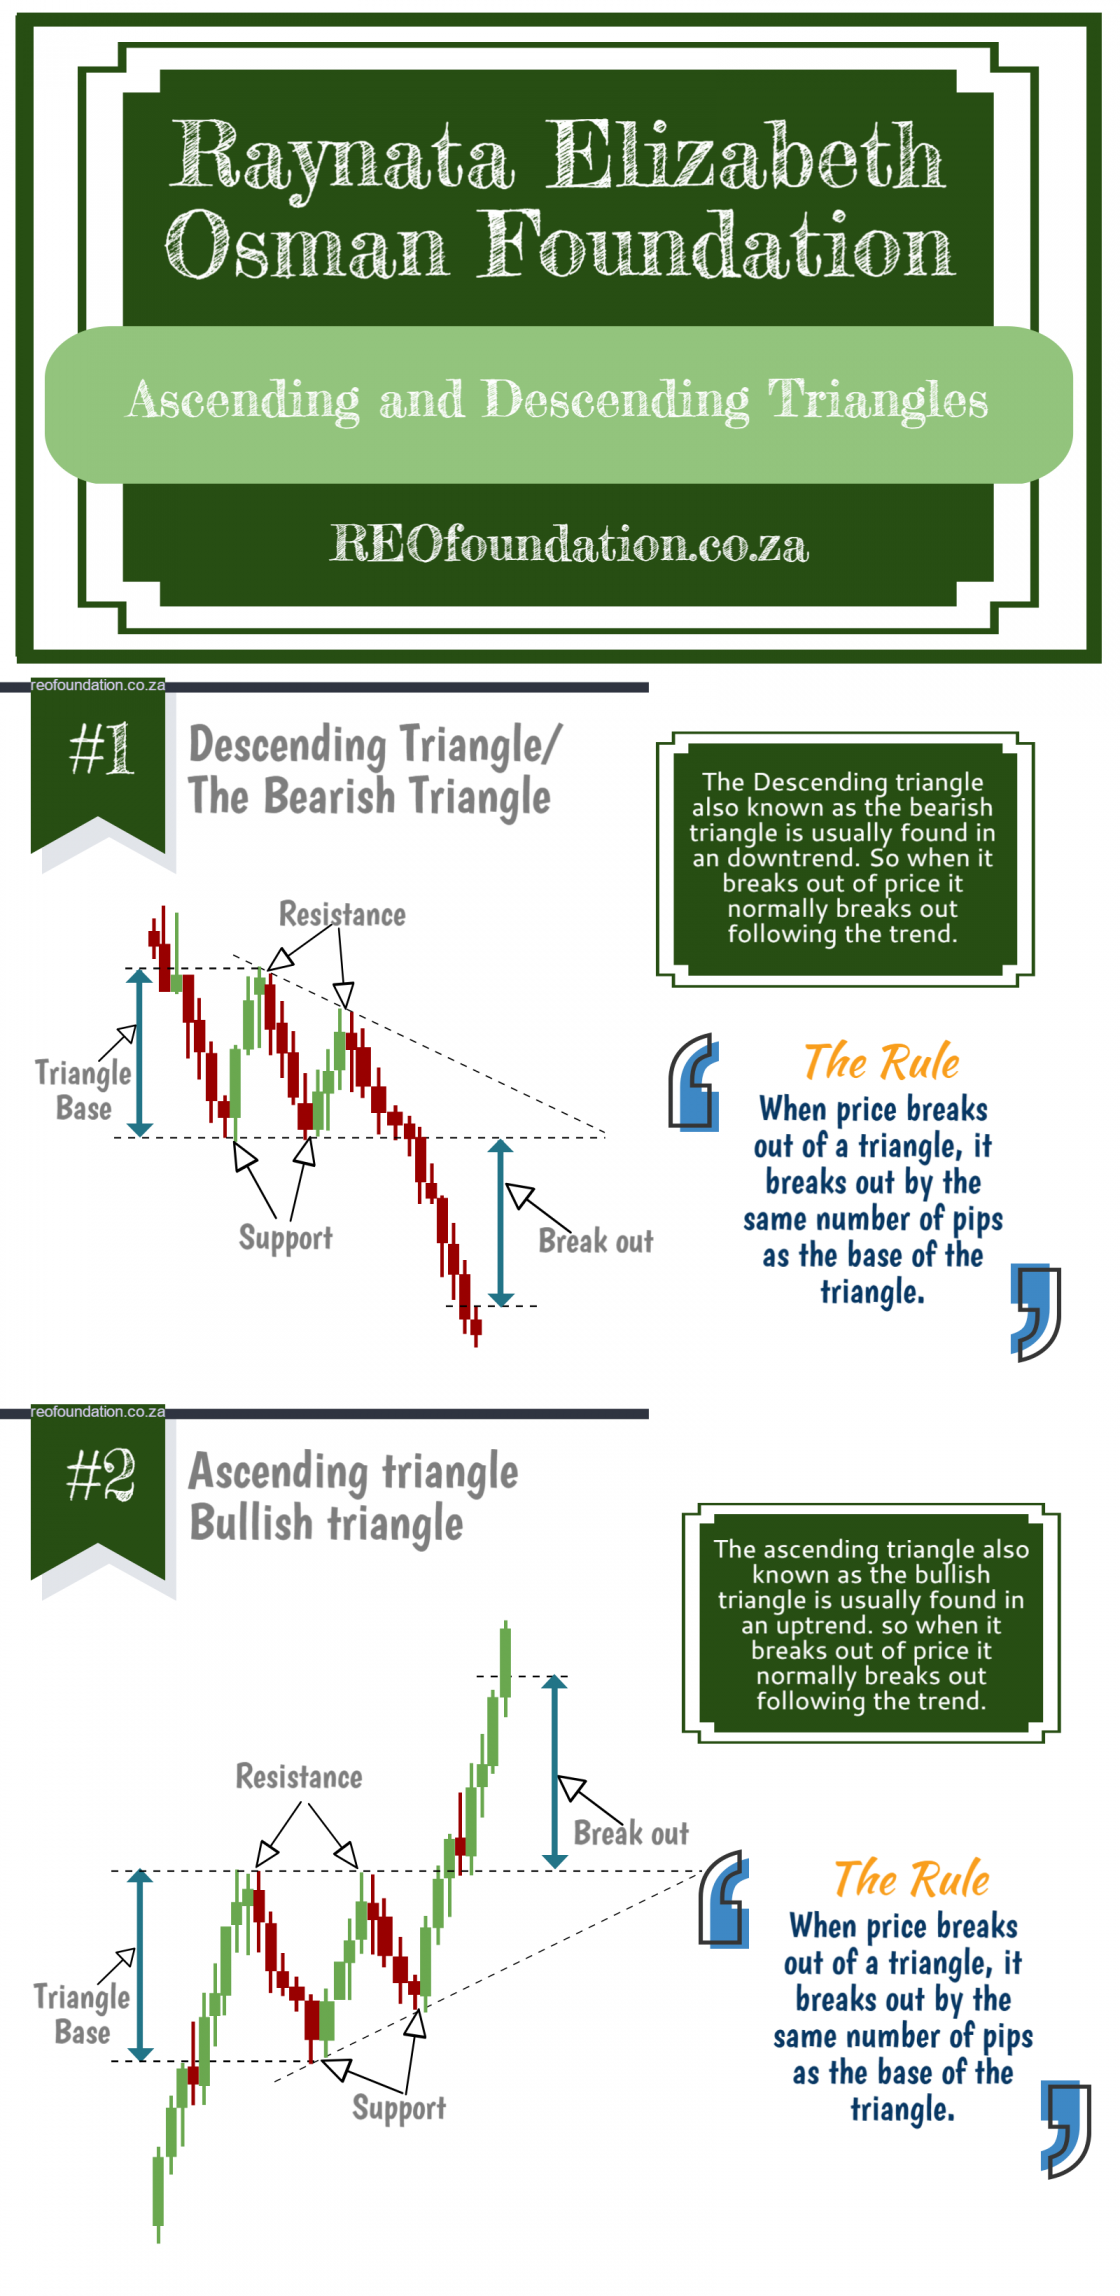 Raynata Elizabeth
Osman Foundation
Ascending and Descending Triangles
REOfoundation.co.za
reofoundation.co.za
#1
Descending Triangle/
The Bearish Triangle
The Descending triangle
also known as the bearish
triangle is usually found in
an downtrend. So when it
breaks out of price it
normally breaks out
following the trend.
Resistance
Triangle
Base
Support
Break out
The Rule
When price breaks
out of a triangle, it
breaks out by the
same number of pips
as the base of the
triangle.
reofoundation.co.za
#2
Ascending triangle
Bullish triangle
The ascending triangle also
known as the bullish
triangle is usually found in
an uptrend. so when it
breaks out of price it
normally breaks out
following the trend.
Resistance
Break out
Triangle
Base
Support
The Rule
When price breaks
out of a triangle, it
breaks out by the
same number of pips
as the base of the
triangle.